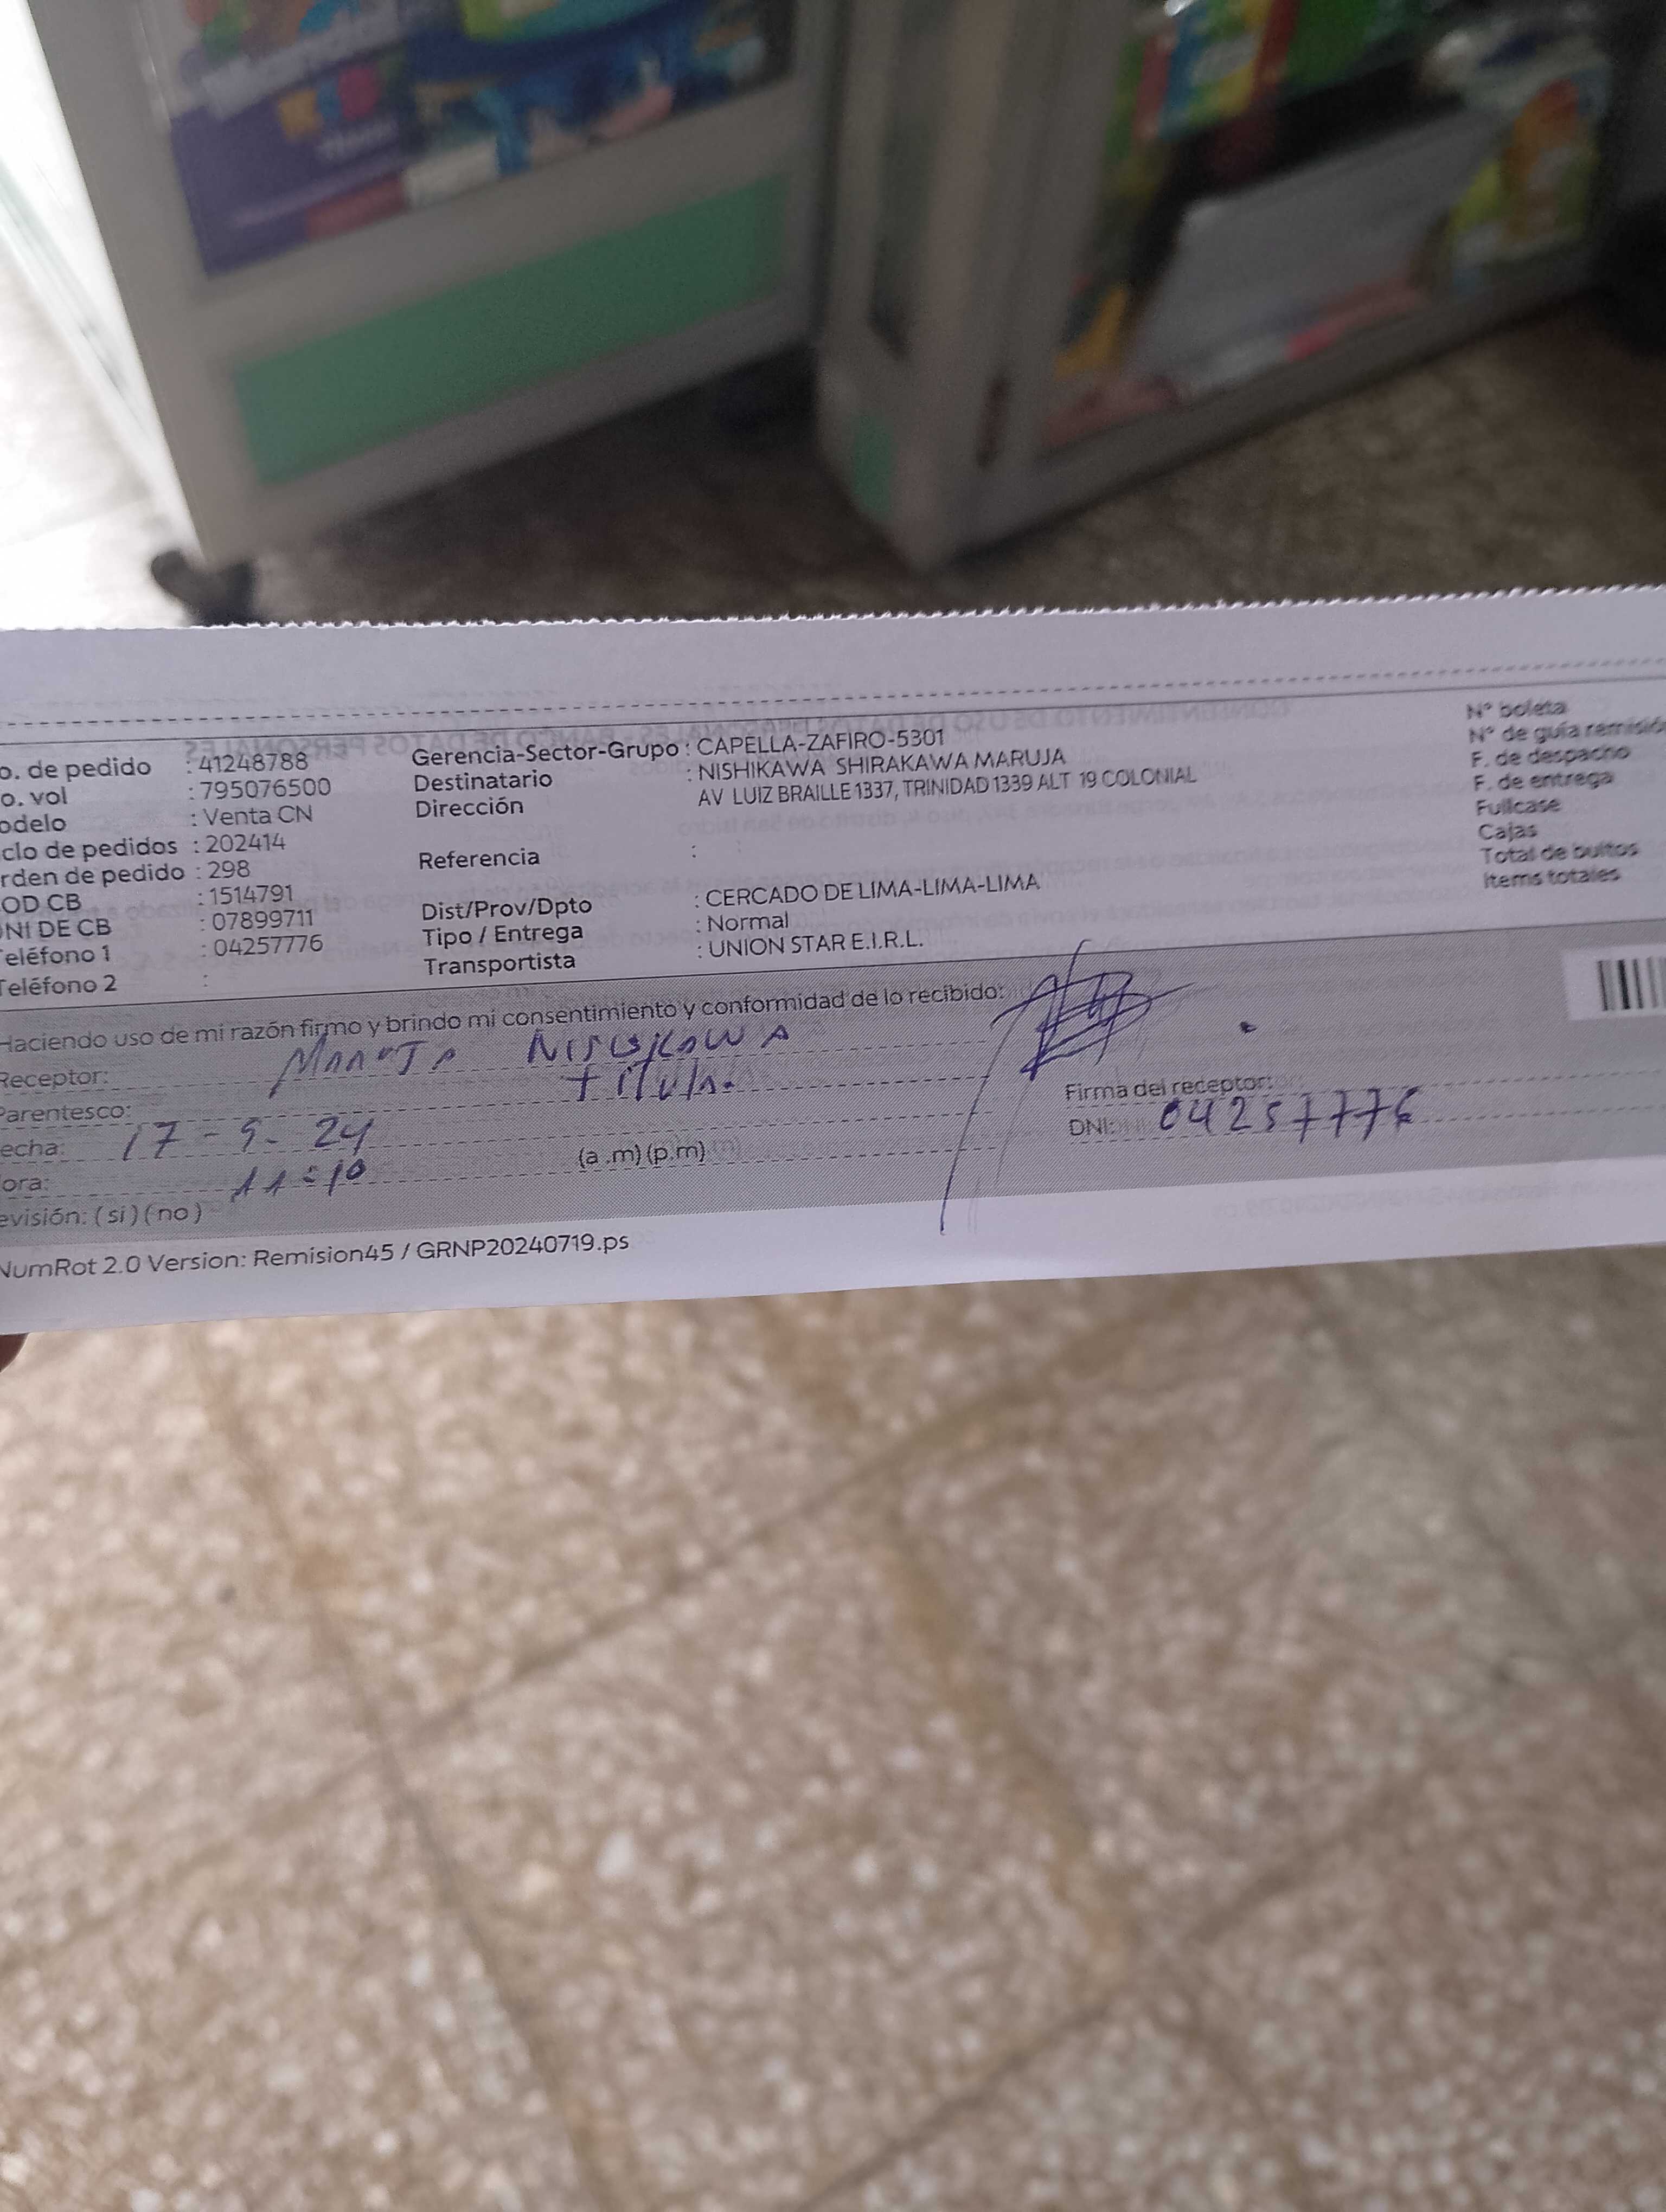 o. de pedido : 41248788
o. vol : 795076500
odelo : Venta CN
clo de pedidos : 202414
rden de pedido : 298
OD CB : 1514791
NI DE CB : 07899711
eléfono 1 : 04257776
Teléfono 2 :
Gerencia-Sector-Grupo : CAPELLA-ZAFIRO-5301
Destinatario : NISHIKAWA SHIRAKAWA MARUJA
Dirección AV LUIZ BRAILLE 1337, TRINIDAD 1339 ALT 19 COLONIAL
Referencia :
Dist/Prov/Dpto : CERCADO DE LIMA-LIMA-LIMA
Tipo / Entrega : Normal
Transportista : UNION STAR E.I.R.L.
N° boleta
N° de guía remisión
F. de despacho
F. de entrega
Fullcase
Cajas
Total de bultos
Items totales
Haciendo uso de mi razón firmo y brindo mi consentimiento y conformidad de lo recibido:
Receptor:
Parentesco:
echa: 17-9-24
ora: 11:10 (a .m) (p.m)
evisión: ( si ) ( no )
Firma del receptor:
DNI: 04257776
NumRot 2.0 Version: Remision45 / GRNP20240719.ps